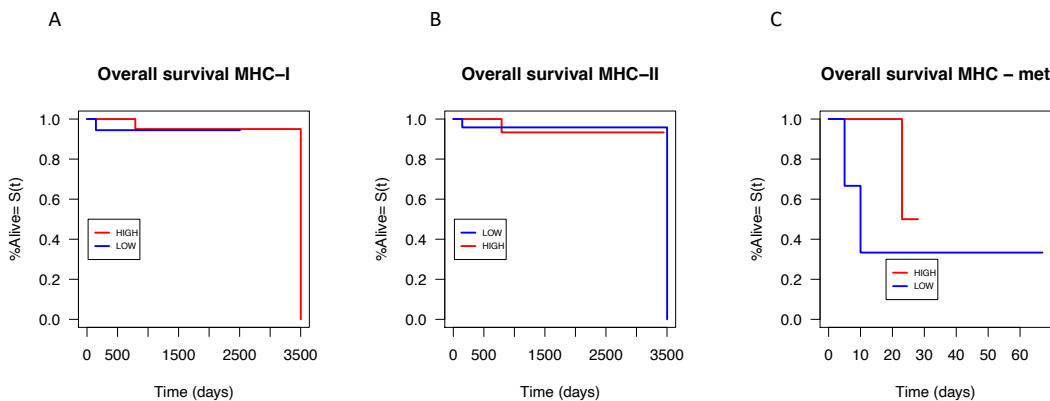 A
Overall survival MHC–I
%Alive= S(t)
1.0
0.8
0.6
0.4
0.2
0.0
HIGH
LOW
0 500 1500 2500 3500
Time (days)
B
Overall survival MHC–II
%Alive= S(t)
1.0
0.8
0.6
0.4
0.2
0.0
LOW
HIGH
0 500 1500 2500 3500
Time (days)
C
Overall survival MHC – met
%Alive= S(t)
1.0
0.8
0.6
0.4
0.2
0.0
HIGH
LOW
0 10 20 30 40 50 60
Time (days)